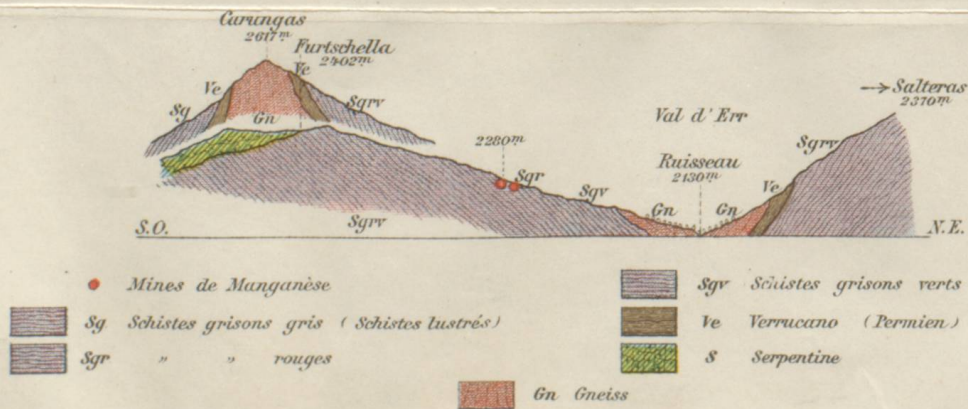 Carungas
2617m
Furtschella
2402m
Ve
Ve
Sg
Gn
Sgrv
→ Salteras
2370m
Val d'Err
2280m
Sgrv
Ruisseau
2130m
Sgr
Sgv
Ve
Gn
Gn
Sgrv
S.O.
N.E.
Mines de Manganèse
Sg Schistes grisons gris (Schistes lustrés)
Sgr " " rouges
Sgv Schistes grisons verts
Ve Verrucano (Permien)
S Serpentine
Gn Gneiss